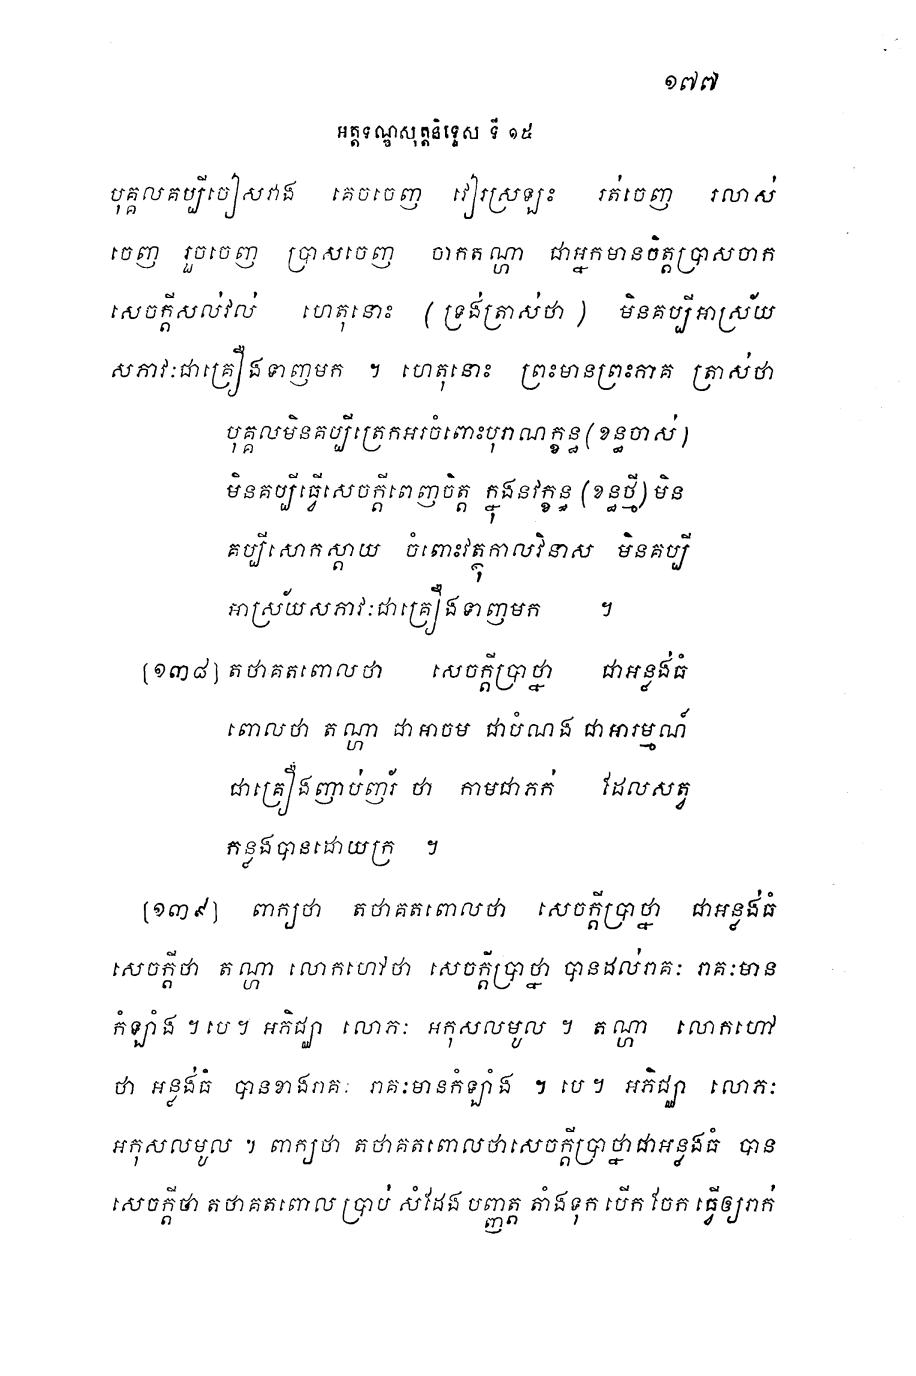 ១៧៧
អត្តទណ្ឌសុត្តនិទ្ទេស ទី ១៥
បុគ្គលគប្បីចៀសវាង គេចចេញ វៀរស្រឡះ រត់ចេញ រលាស់
ចេញ រួចចេញ ប្រាសចេញ ចាកតណ្ហា ជាអ្នកមានចិត្តប្រាសចាក
សេចក្តីសល់វល់ ហេតុនោះ (ទ្រង់ត្រាស់ថា) មិនគប្បីអាស្រ័យ
សភាវៈជាគ្រឿងទាញមក ។ ហេតុនោះ ព្រះមានព្រះភាគ ត្រាស់ថា
បុគ្គលមិនគប្បីត្រេកអរចំពោះបុរាណក្ខន្ធ (ខន្ធចាស់)
មិនគប្បីធ្វើសេចក្តីពេញចិត្ត ក្នុងនវក្ខន្ធ (ខន្ធថ្មី) មិន
គប្បីសោកស្តាយ ចំពោះវត្ថុកាលវិនាស មិនគប្បី
អាស្រ័យសភាវៈជាគ្រឿងទាញមក ។
[១៣៨] តថាគតពោលថា សេចក្តីប្រាថ្នា ជាអន្លង់ធំ
ពោលថា តណ្ហា ជាអាចម ជាបំណង ជាអារម្មណ៍
ជាគ្រឿងញាប់ញ័រ ថា កាមជាភក់ ដែលសត្វ
កន្លងបានដោយក្រ ។
[១៣៩] ពាក្យថា តថាគតពោលថា សេចក្តីប្រាថ្នា ជាអន្លង់ធំ
សេចក្តីថា តណ្ហា លោកហៅថា សេចក្តីប្រាថ្នា បានដល់រាគៈ រាគៈមាន
កំឡាំង ។ បេ ។ អភិជ្ឈា លោភៈ អកុសលមូល ។ តណ្ហា លោកហៅ
ថា អន្លង់ធំ បានខាងរាគៈ រាគៈមានកំឡាំង ។ បេ ។ អភិជ្ឈា លោភៈ
អកុសលមូល ។ ពាក្យថា តថាគតពោលថាសេចក្តីប្រាថ្នាជាអន្លង់ធំ បាន
សេចក្តីថា តថាគតពោល ប្រាប់ សំដែង បញ្ញត្ត តាំងទុក បើក ចែក ធ្វើឲ្យរាក់